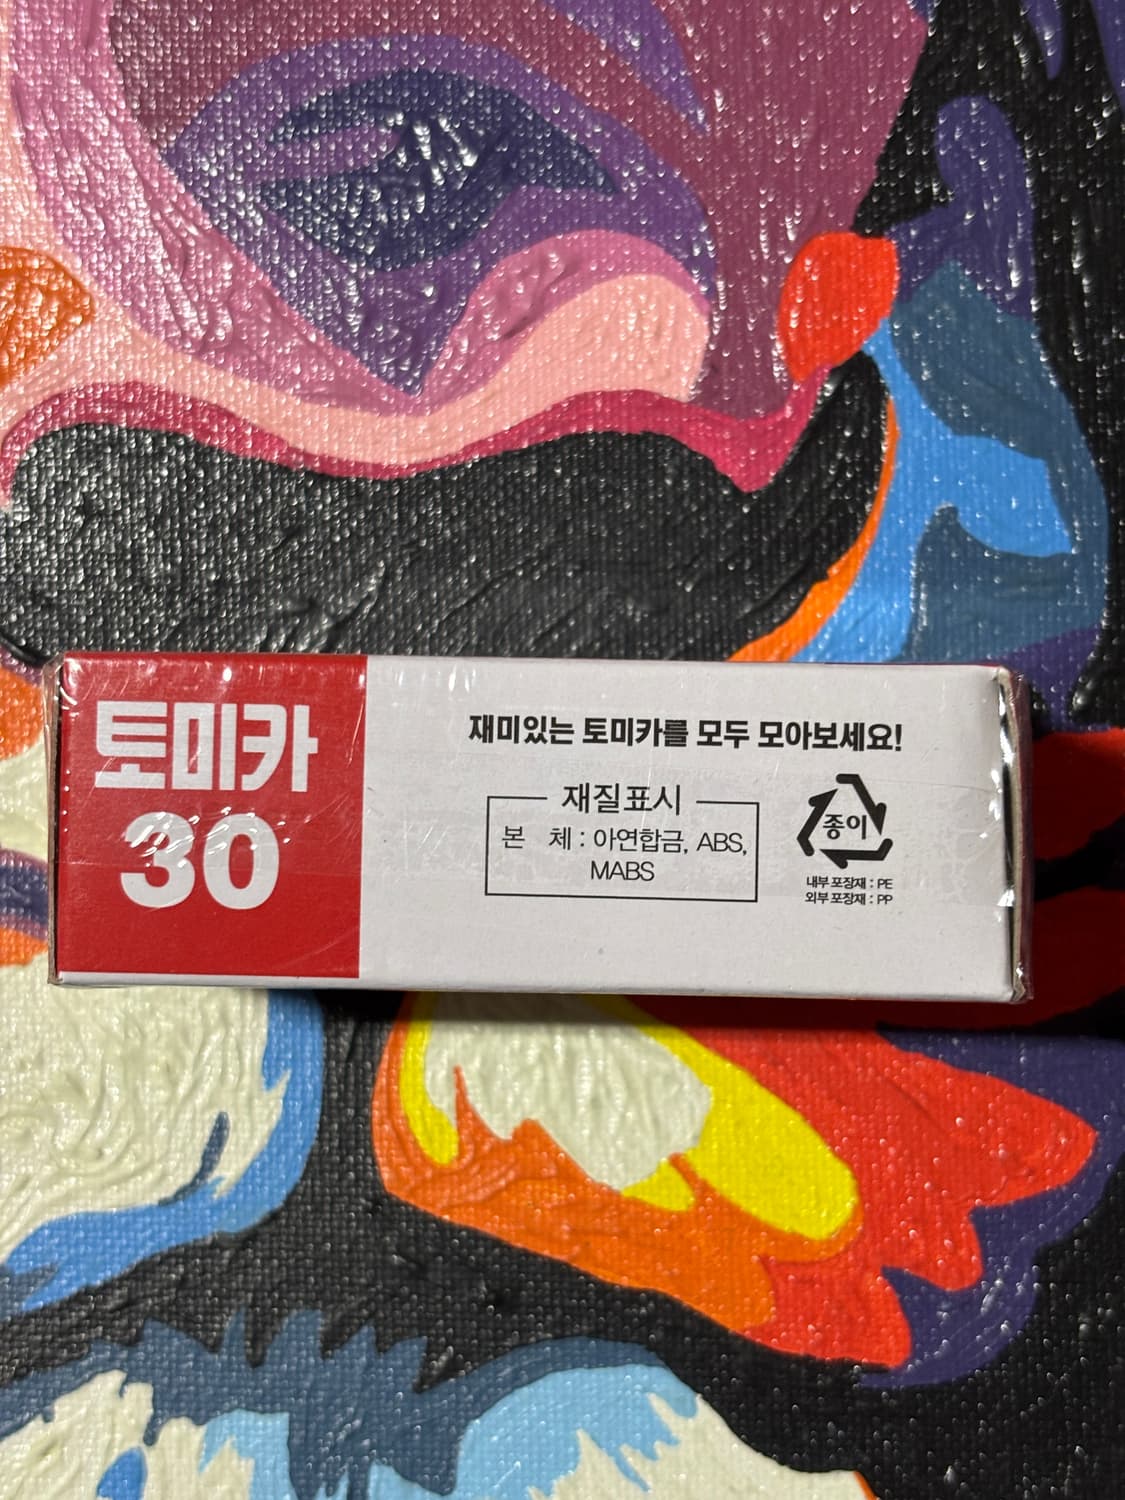 토미카
30
재미있는 토미카를 모두 모아보세요!
재질표시
본 체 : 아연합금, ABS,
MABS
종이
내부 포장재 : PE
외부 포장재 : PP